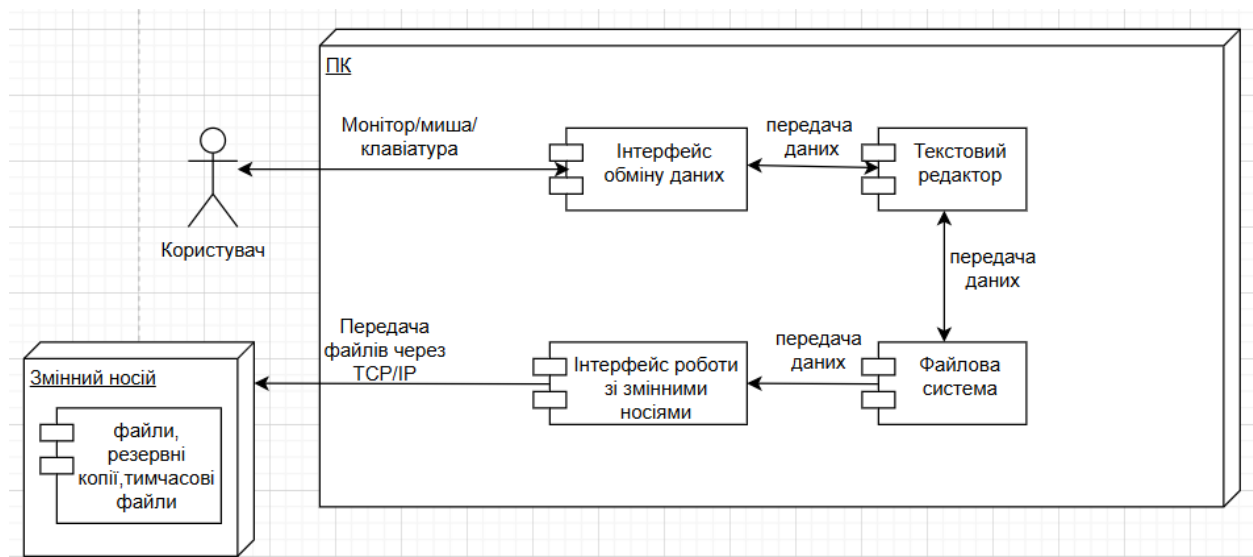 ПК
Монітор/миша/
клавіатура
Інтерфейс
обміну даних
передача
даних
Текстовий
редактор
Користувач
передача
даних
Передача
файлів через
TCP/IP
Інтерфейс роботи
зі змінними
носіями
передача
даних
Файлова
система
Змінний носій
файли,
резервні
копії,тимчасові
файли